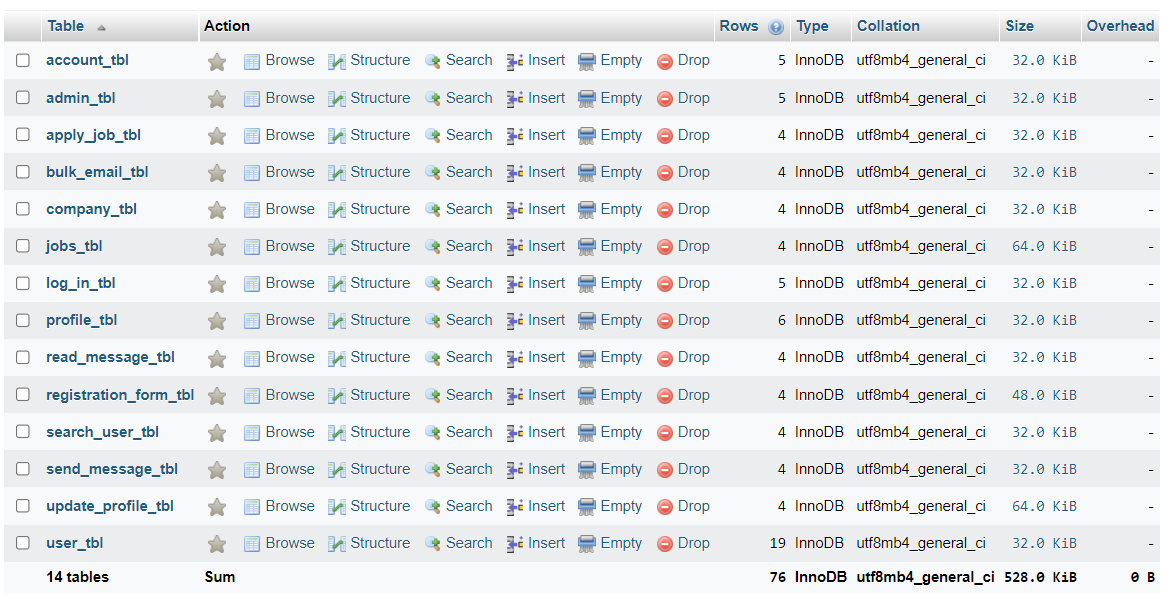 Table Action Rows Type Collation Size Overhead
account_tbl Browse Structure Search Insert Empty Drop 5 InnoDB utf8mb4_general_ci 32.0 KiB -
admin_tbl Browse Structure Search Insert Empty Drop 5 InnoDB utf8mb4_general_ci 32.0 KiB -
apply_job_tbl Browse Structure Search Insert Empty Drop 4 InnoDB utf8mb4_general_ci 32.0 KiB -
bulk_email_tbl Browse Structure Search Insert Empty Drop 4 InnoDB utf8mb4_general_ci 32.0 KiB -
company_tbl Browse Structure Search Insert Empty Drop 4 InnoDB utf8mb4_general_ci 32.0 KiB -
jobs_tbl Browse Structure Search Insert Empty Drop 4 InnoDB utf8mb4_general_ci 64.0 KiB -
log_in_tbl Browse Structure Search Insert Empty Drop 5 InnoDB utf8mb4_general_ci 32.0 KiB -
profile_tbl Browse Structure Search Insert Empty Drop 6 InnoDB utf8mb4_general_ci 32.0 KiB -
read_message_tbl Browse Structure Search Insert Empty Drop 4 InnoDB utf8mb4_general_ci 32.0 KiB -
registration_form_tbl Browse Structure Search Insert Empty Drop 4 InnoDB utf8mb4_general_ci 48.0 KiB -
search_user_tbl Browse Structure Search Insert Empty Drop 4 InnoDB utf8mb4_general_ci 32.0 KiB -
send_message_tbl Browse Structure Search Insert Empty Drop 4 InnoDB utf8mb4_general_ci 32.0 KiB -
update_profile_tbl Browse Structure Search Insert Empty Drop 4 InnoDB utf8mb4_general_ci 64.0 KiB -
user_tbl Browse Structure Search Insert Empty Drop 19 InnoDB utf8mb4_general_ci 32.0 KiB -
14 tables Sum 76 InnoDB utf8mb4_general_ci 528.0 KiB 0 B